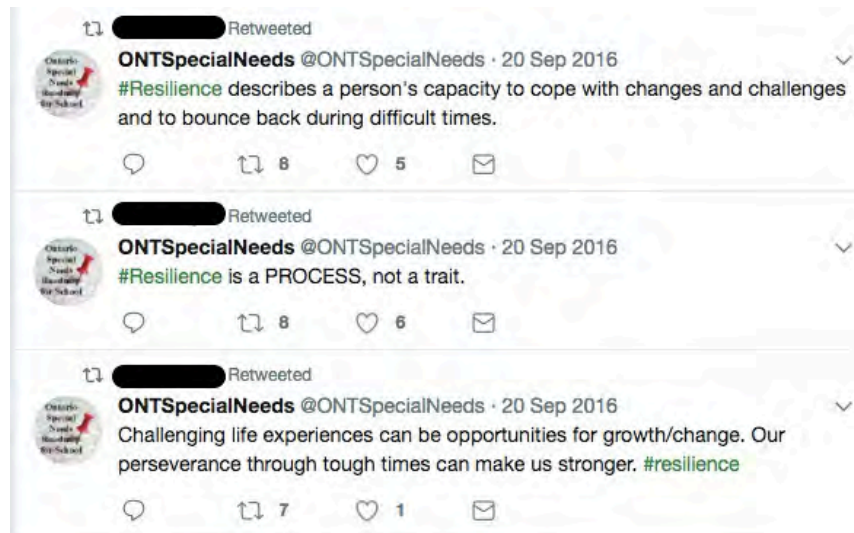 Retweeted
ONTSpecialNeeds @ONTSpecialNeeds · 20 Sep 2016
#Resilience describes a person's capacity to cope with changes and challenges
and to bounce back during difficult times.
8 5
Retweeted
ONTSpecialNeeds @ONTSpecialNeeds · 20 Sep 2016
#Resilience is a PROCESS, not a trait.
8 6
Retweeted
ONTSpecialNeeds @ONTSpecialNeeds · 20 Sep 2016
Challenging life experiences can be opportunities for growth/change. Our
perseverance through tough times can make us stronger. #resilience
7 1